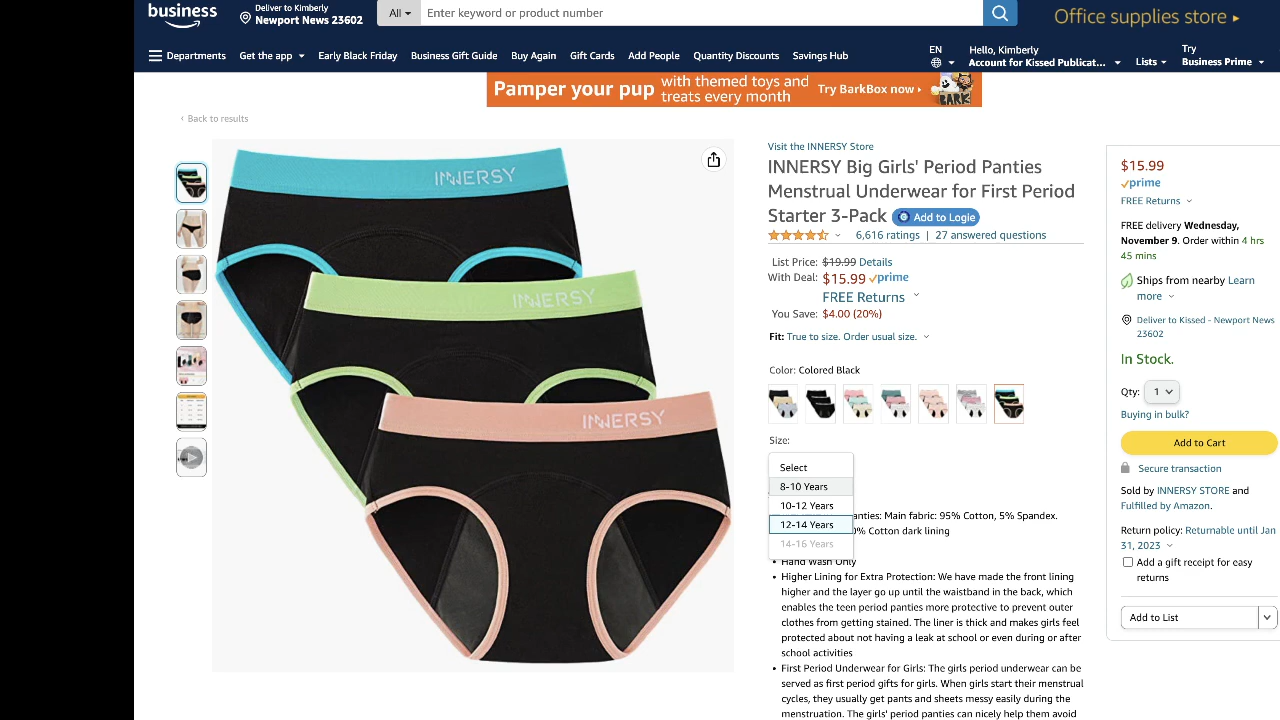 business
Deliver to Kimberly
Newport News 23602
All
Enter keyword or product number
Office supplies store ▸
Departments
Get the app
Early Black Friday
Business Gift Guide
Buy Again
Gift Cards
Add People
Quantity Discounts
Savings Hub
EN
Hello, Kimberly
Account for Kissed Publicat...
Lists
Try
Business Prime
Pamper your pup
with themed toys and
treats every month
Try BarkBox now ›
BARK
‹ Back to results
INNERSY
INNERSY
INNERSY
Visit the INNERSY Store
INNERSY Big Girls' Period Panties
Menstrual Underwear for First Period
Starter 3-Pack
Add to Logie
6,616 ratings | 27 answered questions
List Price: $19.99 Details
With Deal: $15.99 prime
FREE Returns
You Save: $4.00 (20%)
Fit: True to size. Order usual size.
Color: Colored Black
Size:
Select
8-10 Years
10-12 Years
12-14 Years
14-16 Years
anties: Main fabric: 95% Cotton, 5% Spandex.
0% Cotton dark lining
• Hand Wash Only
• Higher Lining for Extra Protection: We have made the front lining
higher and the layer go up until the waistband in the back, which
enables the teen period panties more protective to prevent outer
clothes from getting stained. The liner is thick and makes girls feel
protected about not having a leak at school or even during or after
school activities
• First Period Underwear for Girls: The girls period underwear can be
served as first period gifts for girls. When girls start their menstrual
cycles, they usually get pants and sheets messy easily during the
menstruation. The girls' period panties can nicely help them avoid
$15.99
prime
FREE Returns
FREE delivery Wednesday,
November 9. Order within 4 hrs
45 mins
Ships from nearby Learn
more
Deliver to Kissed - Newport News
23602
In Stock.
Qty: 1
Buying in bulk?
Add to Cart
Secure transaction
Sold by INNERSY STORE and
Fulfilled by Amazon.
Return policy: Returnable until Jan
31, 2023
Add a gift receipt for easy
returns
Add to List